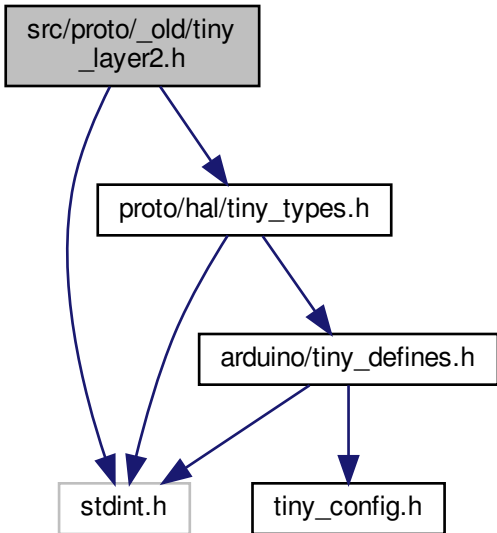 src/proto/_old/tiny
_layer2.h
proto/hal/tiny_types.h
arduino/tiny_defines.h
stdint.h
tiny_config.h